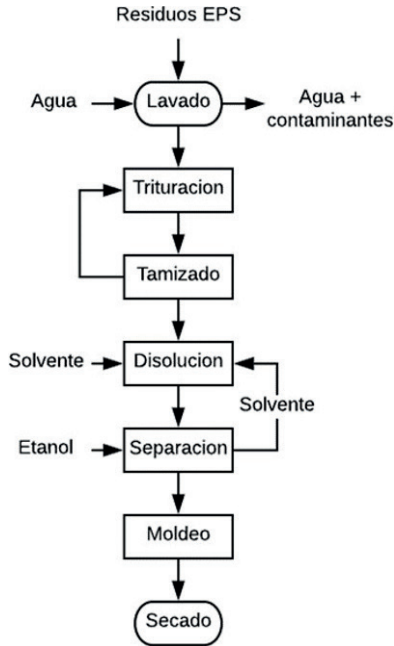 Residuos EPS
Agua
Lavado
Agua +
contaminantes
Trituracion
Tamizado
Solvente
Disolucion
Solvente
Etanol
Separacion
Moldeo
Secado